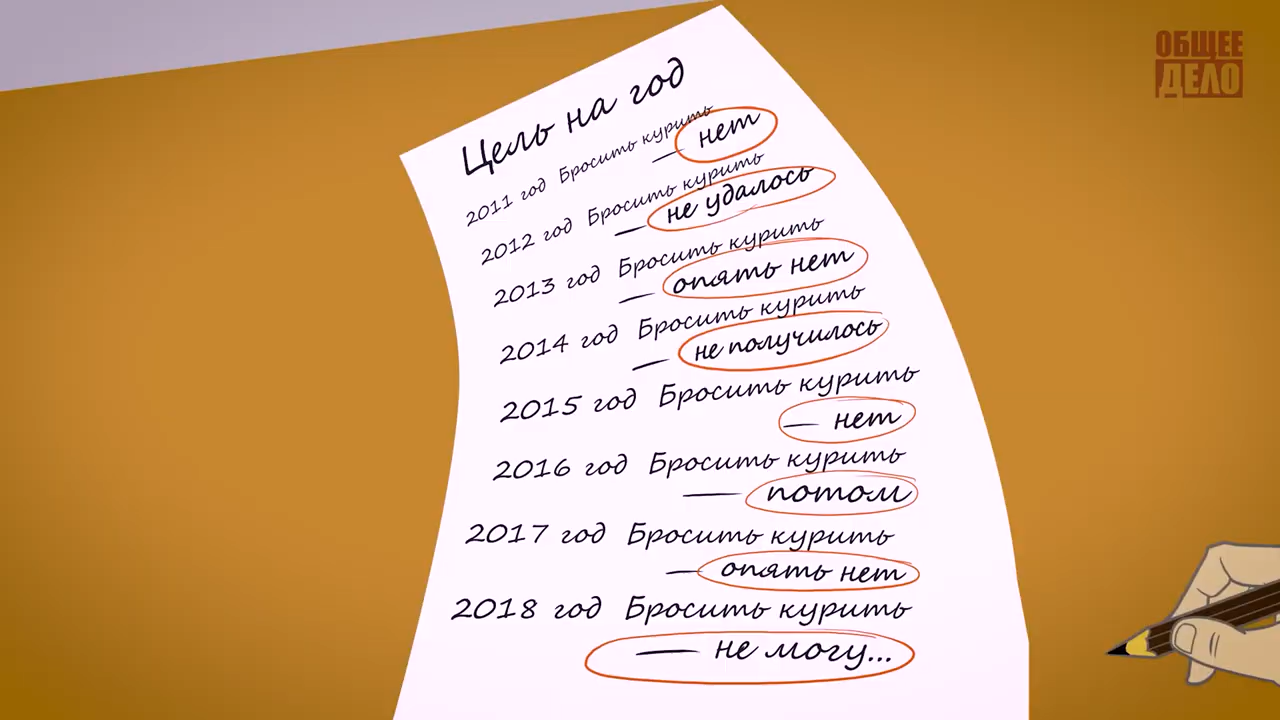 ОБЩЕЕ
ДЕЛО
Цель на год
2011 год Бросить курить
— нет
2012 год Бросить курить
— не удалось
2013 год Бросить курить
— опять нет
2014 год Бросить курить
— не получилось
2015 год Бросить курить
— нет
2016 год Бросить курить
— потом
2017 год Бросить курить
— опять нет
2018 год Бросить курить
— не могу...